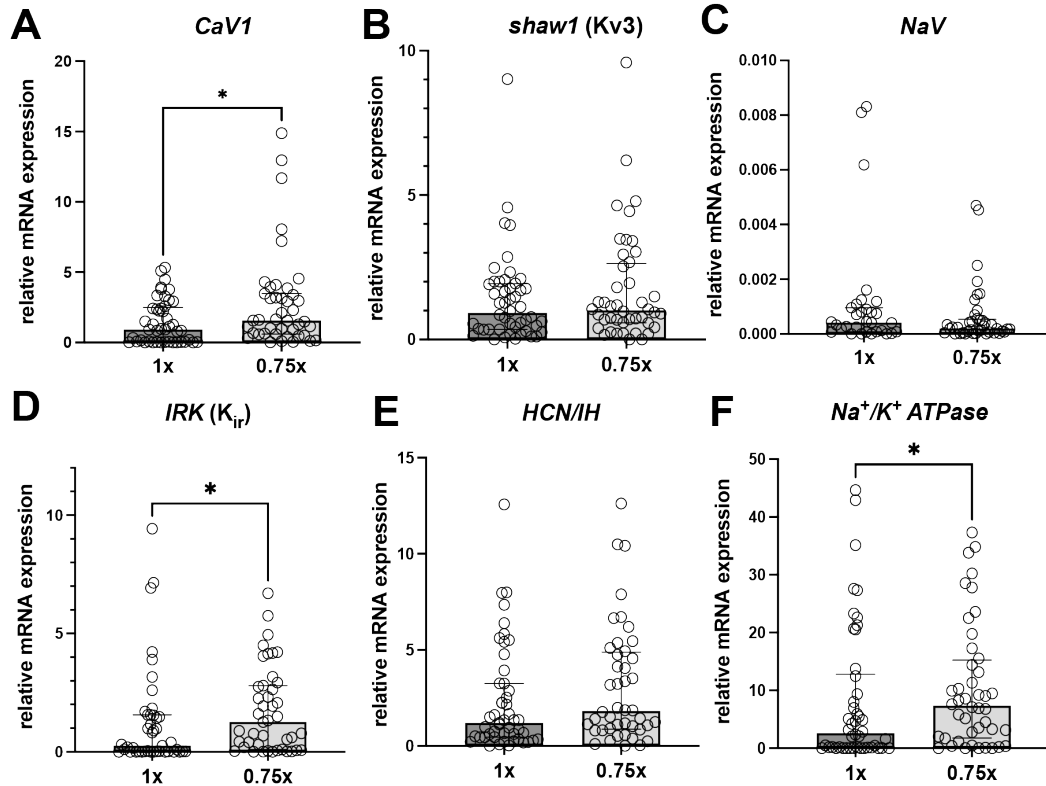 A
CaV1
relative mRNA expression
20
15
10
5
0
*
1x
0.75x
B
shaw1 (Kv3)
relative mRNA expression
10
5
0
1x
0.75x
C
NaV
relative mRNA expression
0.010
0.008
0.006
0.004
0.002
0.000
1x
0.75x
D
IRK (Kir)
relative mRNA expression
10
5
0
*
1x
0.75x
E
HCN/IH
relative mRNA expression
15
10
5
0
1x
0.75x
F
Na+/K+ ATPase
relative mRNA expression
50
40
30
20
10
0
*
1x
0.75x